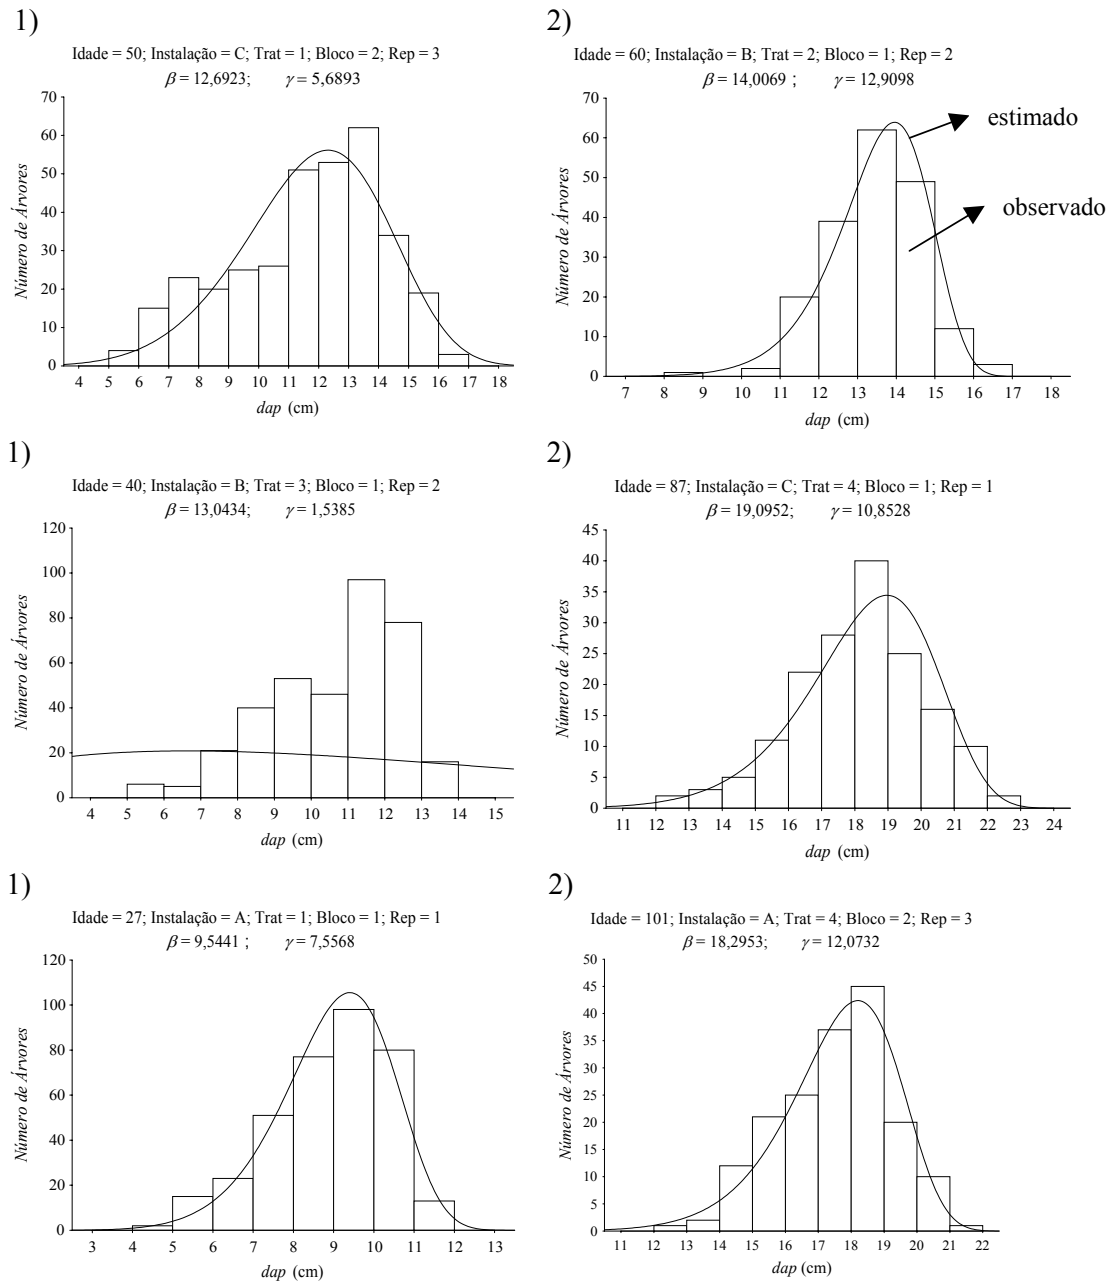 1)
Idade = 50; Instalação = C; Trat = 1; Bloco = 2; Rep = 3
β = 12,6923; γ = 5,6893
Número de Árvores
70
60
50
40
30
20
10
0
4 5 6 7 8 9 10 11 12 13 14 15 16 17 18
dap (cm)
2)
Idade = 60; Instalação = B; Trat = 2; Bloco = 1; Rep = 2
β = 14,0069 ; γ = 12,9098
Número de Árvores
70
60
50
40
30
20
10
0
7 8 9 10 11 12 13 14 15 16 17 18
dap (cm)
estimado
observado
1)
Idade = 40; Instalação = B; Trat = 3; Bloco = 1; Rep = 2
β = 13,0434; γ = 1,5385
Número de Árvores
120
100
80
60
40
20
0
4 5 6 7 8 9 10 11 12 13 14 15
dap (cm)
2)
Idade = 87; Instalação = C; Trat = 4; Bloco = 1; Rep = 1
β = 19,0952; γ = 10,8528
Número de Árvores
45
40
35
30
25
20
15
10
5
0
11 12 13 14 15 16 17 18 19 20 21 22 23 24
dap (cm)
1)
Idade = 27; Instalação = A; Trat = 1; Bloco = 1; Rep = 1
β = 9,5441 ; γ = 7,5568
Número de Árvores
120
100
80
60
40
20
0
3 4 5 6 7 8 9 10 11 12 13
dap (cm)
2)
Idade = 101; Instalação = A; Trat = 4; Bloco = 2; Rep = 3
β = 18,2953; γ = 12,0732
Número de Árvores
50
45
40
35
30
25
20
15
10
5
0
11 12 13 14 15 16 17 18 19 20 21 22
dap (cm)